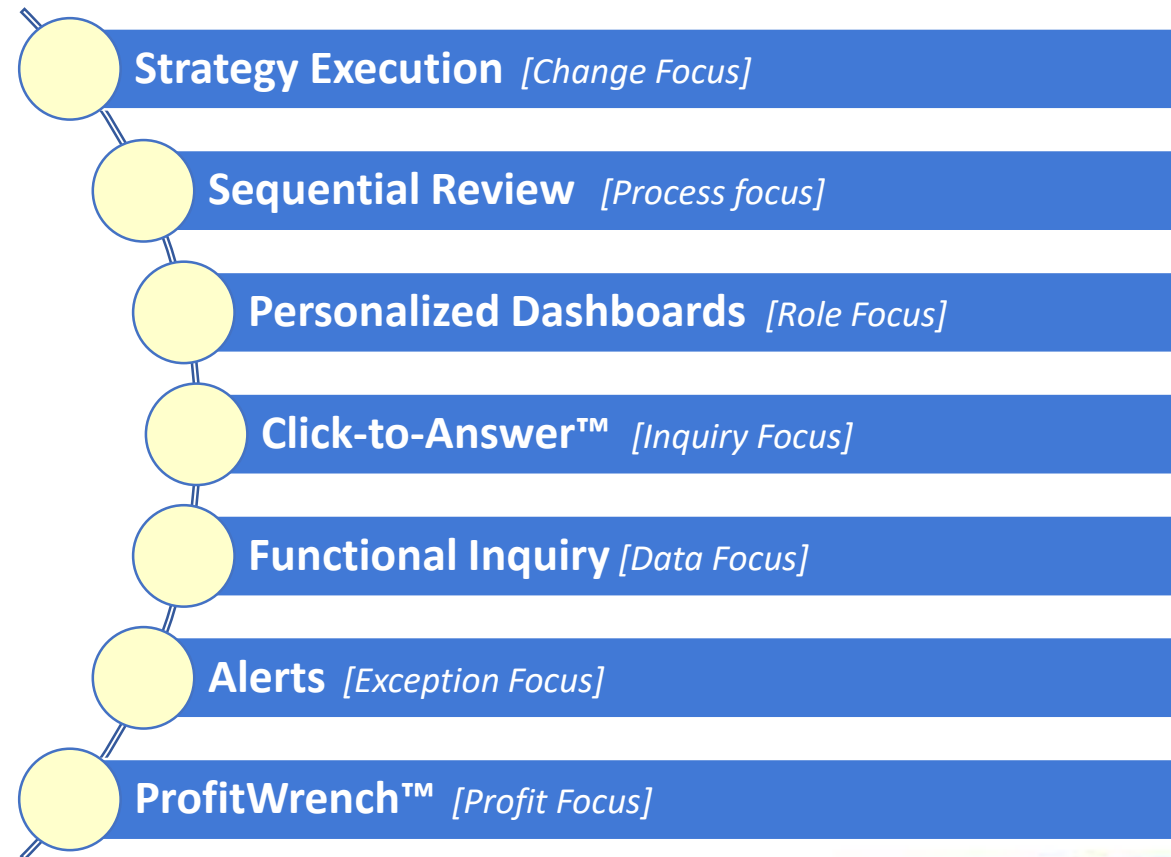 Strategy Execution [Change Focus]
Sequential Review [Process focus]
Personalized Dashboards [Role Focus]
Click-to-Answer™ [Inquiry Focus]
Functional Inquiry [Data Focus]
Alerts [Exception Focus]
ProfitWrench™ [Profit Focus]